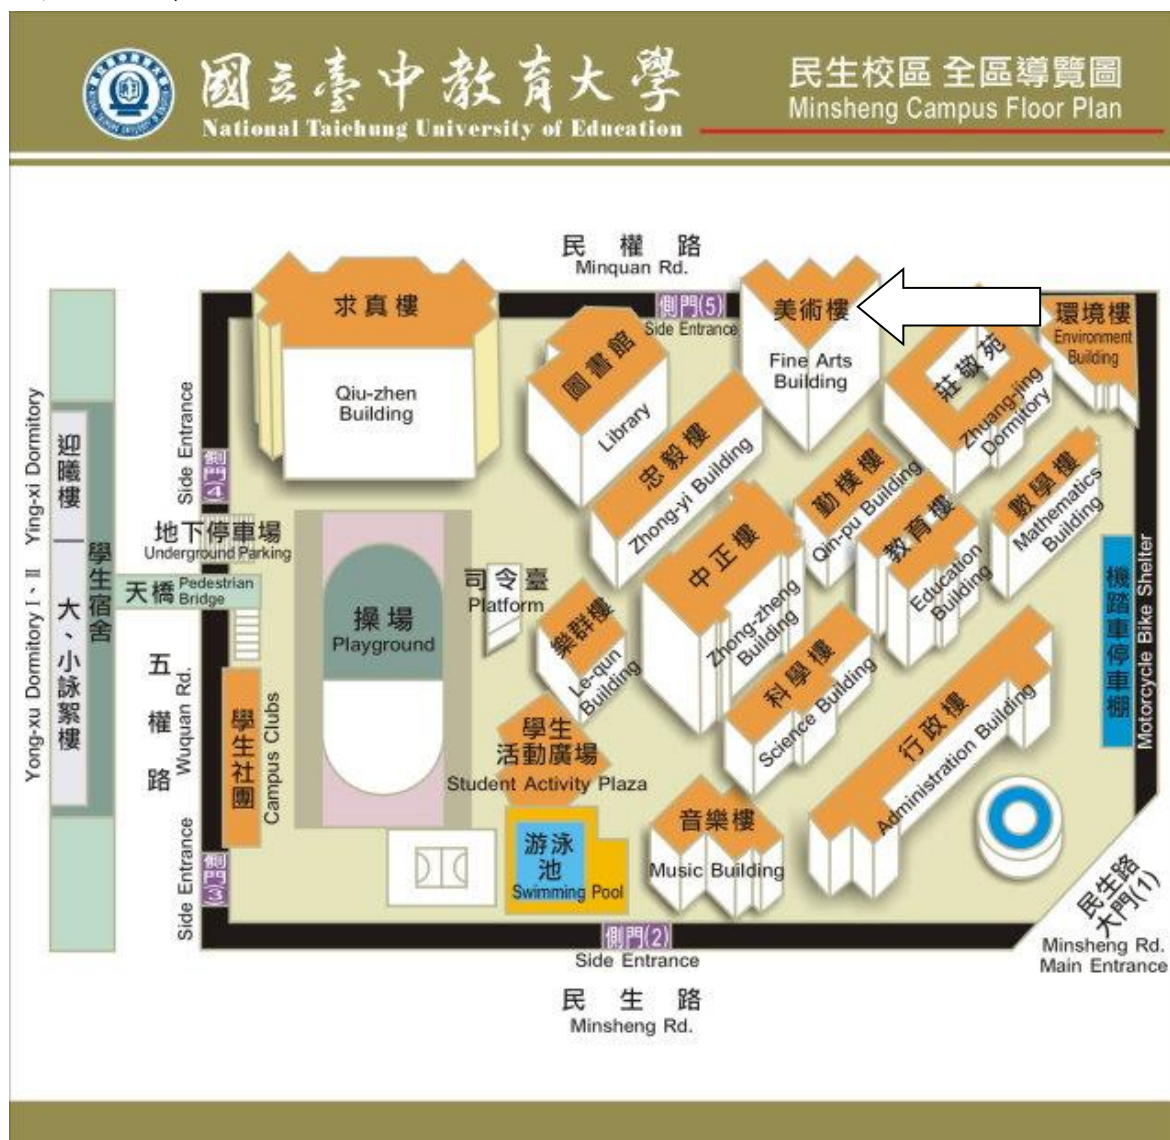 國立臺中教育大學
National Taichung University of Education
民生校區 全區導覽圖
Minsheng Campus Floor Plan
民權路
Minquan Rd.
求真樓
Qiu-zhen
Building
圖書館
Library
側門(5)
Side Entrance
美術樓
Fine Arts
Building
莊敬苑
Zhuang-jing
Dormitory
環境樓
Environment
Building
忠毅樓
Zhong-yi Building
勤樸樓
Qin-pu Building
教育樓
Education
Building
數學樓
Mathematics
Building
機踏車停車棚
Motorcycle Bike Shelter
Side Entrance
側門(4)
迎曦樓
Ying-xi Dormitory
學生宿舍
大、小詠絮樓
Yong-xu Dormitory I、II
地下停車場
Underground Parking
天橋
Pedestrian
Bridge
五權路
Wuquan Rd.
學生社團
Campus Clubs
Side Entrance
側門(3)
操場
Playground
司令臺
Platform
樂群樓
Le-qun
Building
中正樓
Zhong-zheng
Building
科學樓
Science Building
行政樓
Administration Building
學生
活動廣場
Student Activity Plaza
游泳
池
Swimming Pool
音樂樓
Music Building
側門(2)
Side Entrance
民生路
Minsheng Rd.
民生路
大門(1)
Minsheng Rd.
Main Entrance